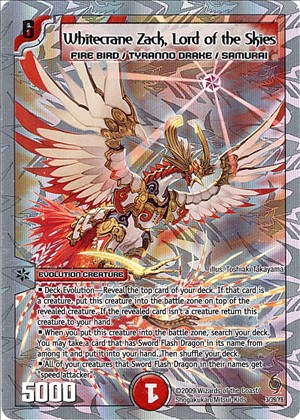 6
Whitecrane Zack, Lord of the Skies
FIRE BIRD / TYRANNO DRAKE / SAMURAI
illus. Toshiaki Takayama
EVOLUTION CREATURE
■ Deck Evolution—Reveal the top card of your deck. If that card is
a creature, put this creature into the battle zone on top of the
revealed creature. If the revealed card isn't a creature return this
creature to your hand.
■ When you put this creature into the battle zone, search your deck.
You may take a card that has Sword Flash Dragon in its name from
among it and put it into your hand. Then shuffle your deck.
■ All of your creatures that Sword Flash Dragon in their names get
"speed attacker."
5000
1
©2009 Wizards of the Coast/
Shogakukan/Mitsui-Kids